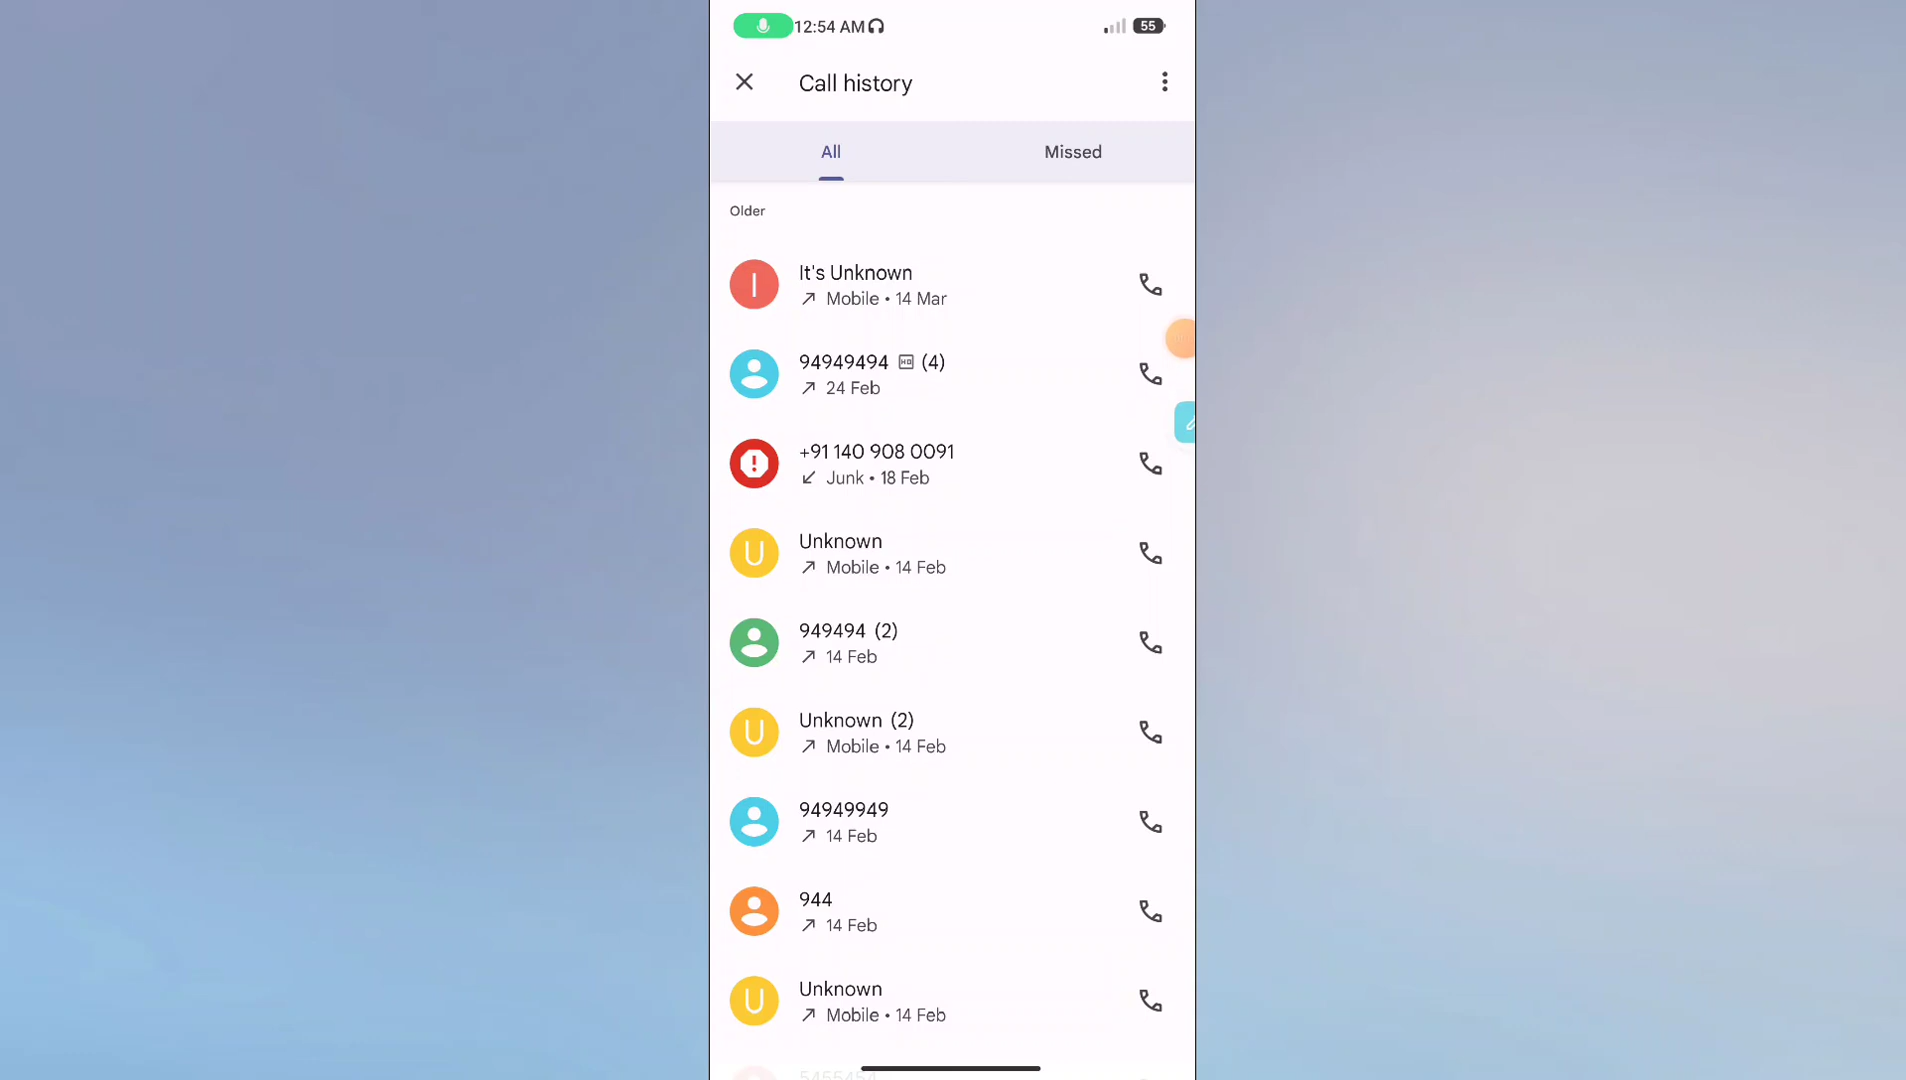 12:54 AM
55
Call history
All
Missed
Older
I
It's Unknown
Mobile • 14 Mar
94949494 HD (4)
24 Feb
+91 140 908 0091
Junk • 18 Feb
U
Unknown
Mobile • 14 Feb
949494 (2)
14 Feb
U
Unknown (2)
Mobile • 14 Feb
94949949
14 Feb
944
14 Feb
U
Unknown
Mobile • 14 Feb
5455454